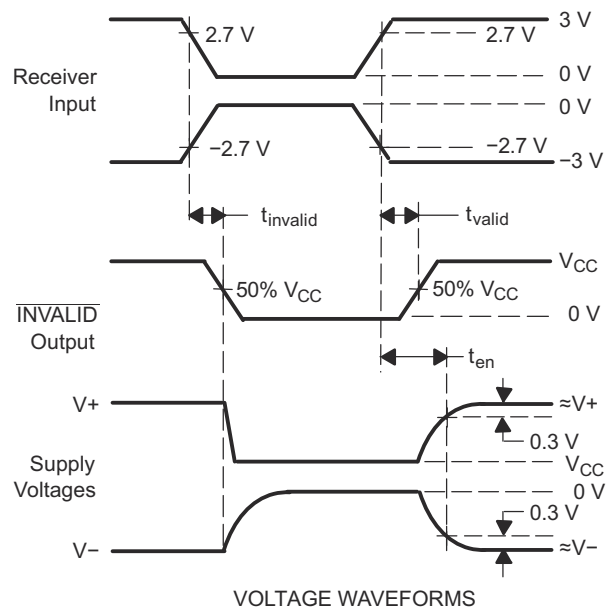 3 V
2.7 V
2.7 V
Receiver
Input
0 V
0 V
−2.7 V
−2.7 V
−3 V
tinvalid
tvalid
VCC
50% VCC
50% VCC
INVALID
Output
0 V
ten
V+
≈V+
0.3 V
Supply
Voltages
VCC
0 V
0.3 V
V−
≈V−
VOLTAGE WAVEFORMS